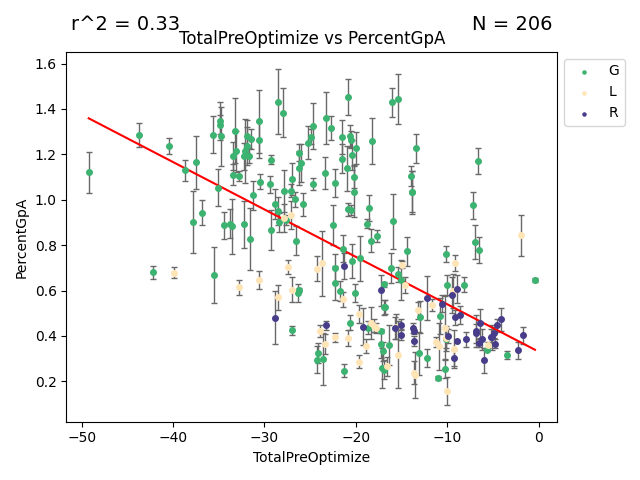 r^2 = 0.33
N = 206
TotalPreOptimize vs PercentGpA
G
L
R
1.6
1.4
1.2
1.0
0.8
0.6
0.4
0.2
PercentGpA
−50 −40 −30 −20 −10 0
TotalPreOptimize